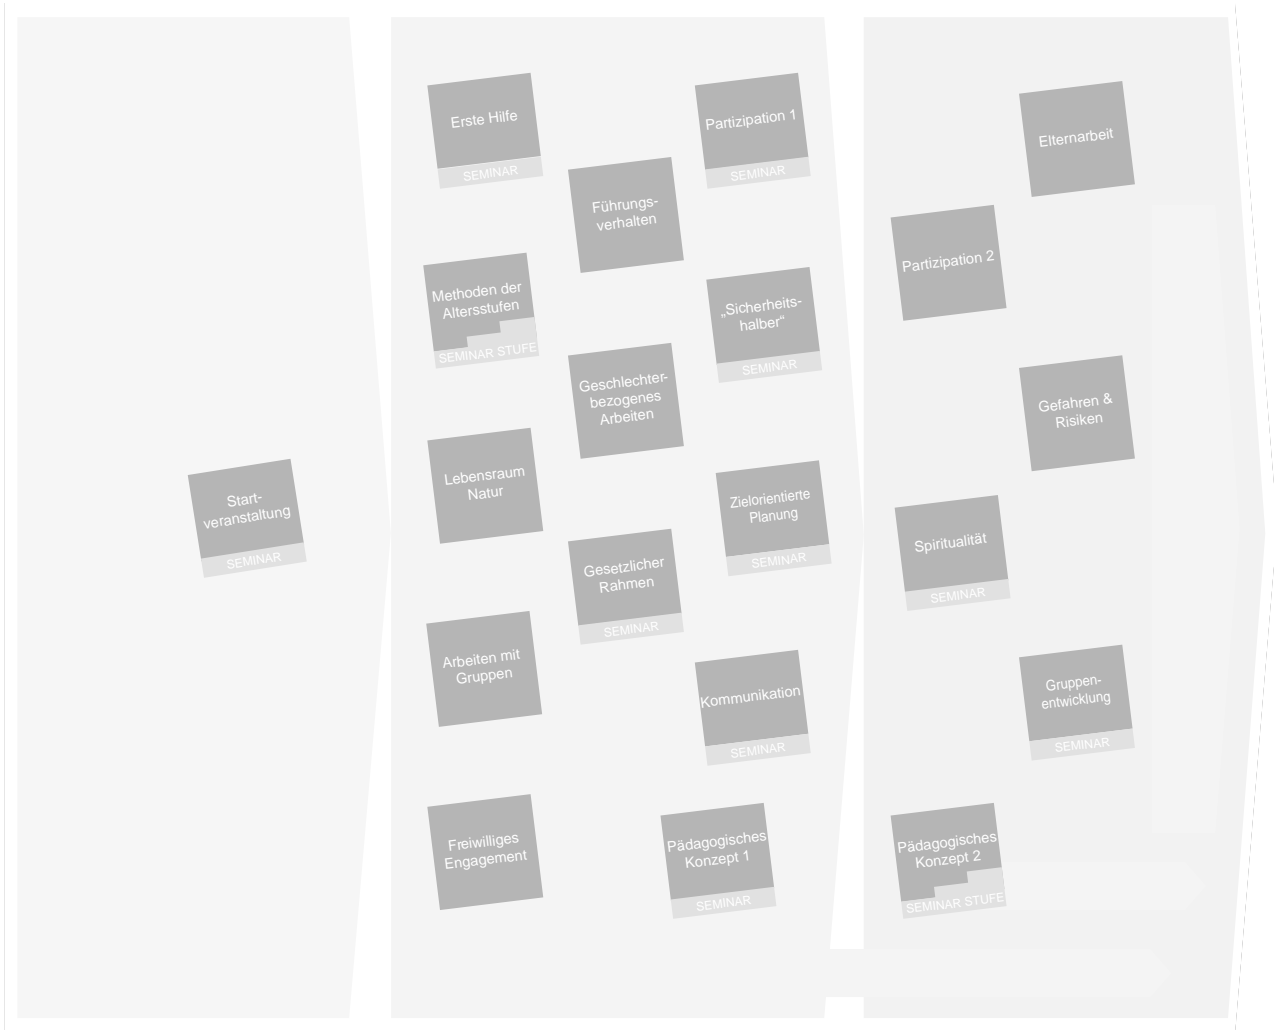 Start-
veranstaltung
SEMINAR
Erste Hilfe
SEMINAR
Methoden der
Altersstufen
SEMINAR STUFE
Lebensraum
Natur
Arbeiten mit
Gruppen
Freiwilliges
Engagement
Führungs-
verhalten
Geschlechter-
bezogenes
Arbeiten
Gesetzlicher
Rahmen
SEMINAR
Partizipation 1
SEMINAR
„Sicherheits-
halber“
SEMINAR
Zielorientierte
Planung
SEMINAR
Kommunikation
SEMINAR
Pädagogisches
Konzept 1
SEMINAR
Partizipation 2
Spiritualität
SEMINAR
Pädagogisches
Konzept 2
SEMINAR STUFE
Elternarbeit
Gefahren &
Risiken
Gruppen-
entwicklung
SEMINAR